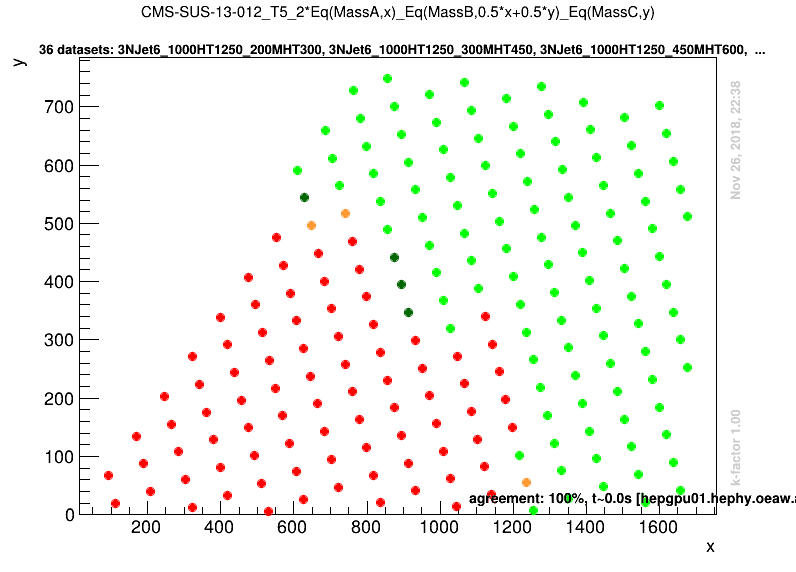 CMS-SUS-13-012_T5_2*Eq(MassA,x)_Eq(MassB,0.5*x+0.5*y)_Eq(MassC,y)
36 datasets: 3NJet6_1000HT1250_200MHT300, 3NJet6_1000HT1250_300MHT450, 3NJet6_1000HT1250_450MHT600, ...
y
700
600
500
400
300
200
100
0
200 400 600 800 1000 1200 1400 1600
x
agreement: 100%, t~0.0s [hepgpu01.hephy.oeaw.a
Nov 26, 2018, 22:38
k-factor 1.00